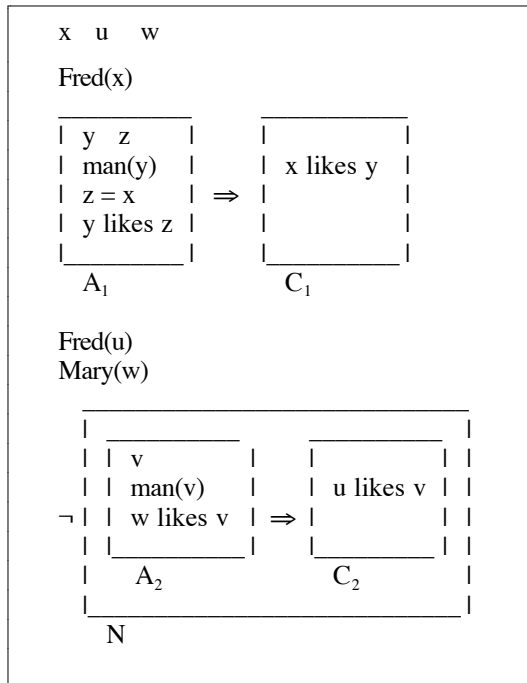 x u w
Fred(x)
y z
man(y) x likes y
z = x ⇒
y likes z
A₁ C₁
Fred(u)
Mary(w)
v
man(v) u likes v
¬ w likes v ⇒
A₂ C₂
N